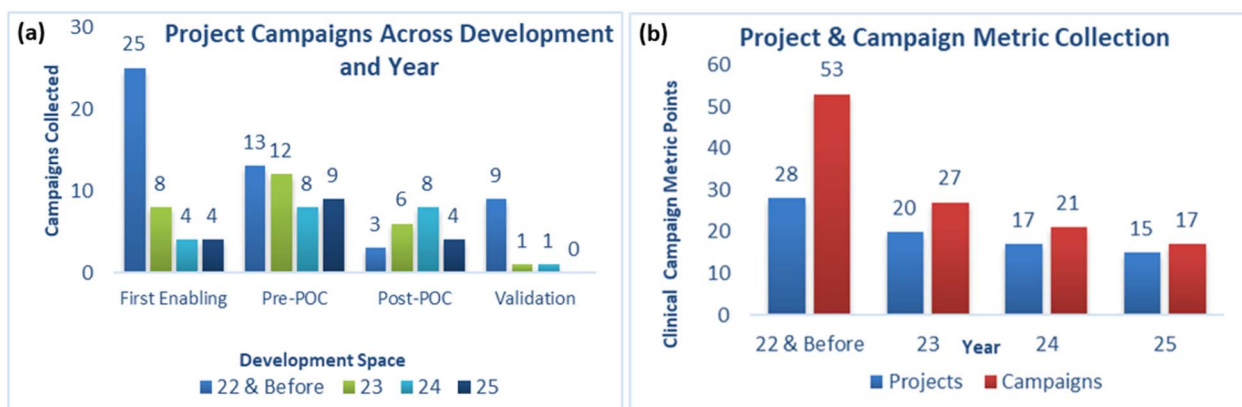 (a)
Project Campaigns Across Development
and Year
Campaigns Collected
30
20
10
0
25
8
4
4
13
12
8
9
3
6
8
4
9
1
1
0
First Enabling
Pre-POC
Post-POC
Validation
Development Space
22 & Before
23
24
25
(b)
Project & Campaign Metric Collection
Clinical Campaign Metric Points
60
50
40
30
20
10
0
28
53
20
27
17
21
15
17
22 & Before
23
Year
24
25
Projects
Campaigns